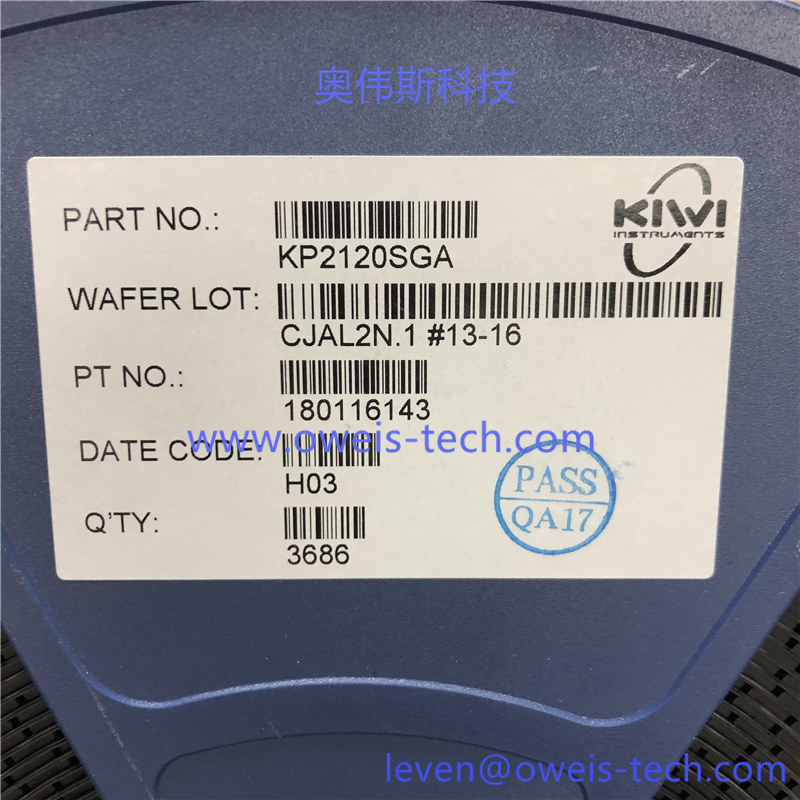 奥伟斯科技
KIWI
INSTRUMENTS
PART NO.:
KP2120SGA
WAFER LOT:
CJAL2N.1 #13-16
PT NO.:
180116143
www.oweis-tech.com
DATE CODE:
H03
PASS
QA17
Q'TY:
3686
leven@oweis-tech.com